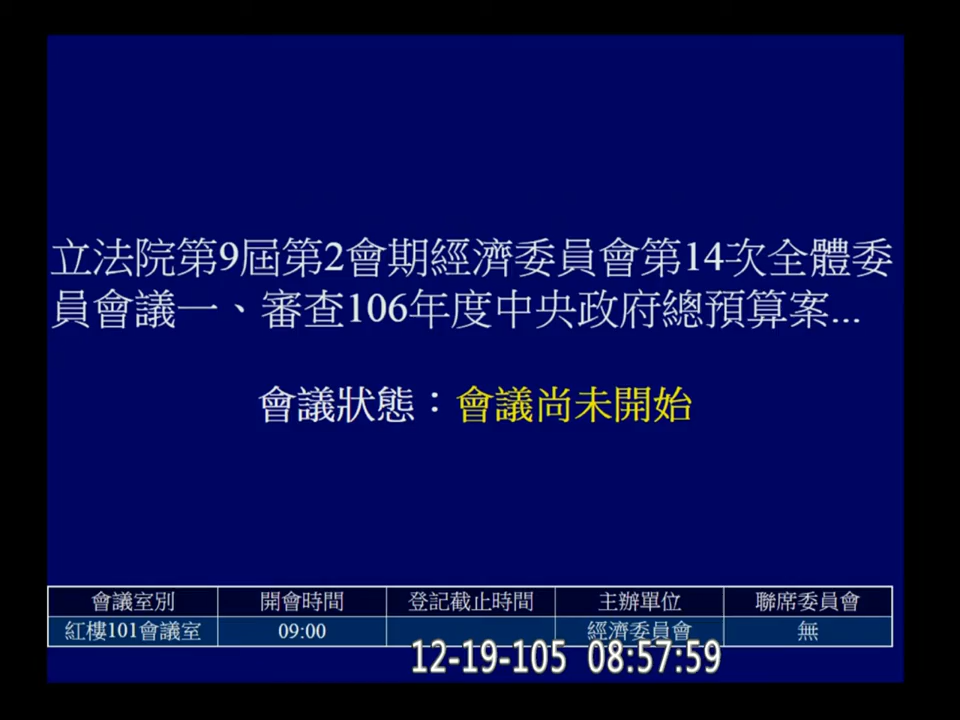 立法院第9屆第2會期經濟委員會第14次全體委
員會議一、審查106年度中央政府總預算案...
會議狀態：會議尚未開始
會議室別 開會時間 登記截止時間 主辦單位 聯席委員會
紅樓101會議室 09:00 經濟委員會 無
12-19-105 08:57:59